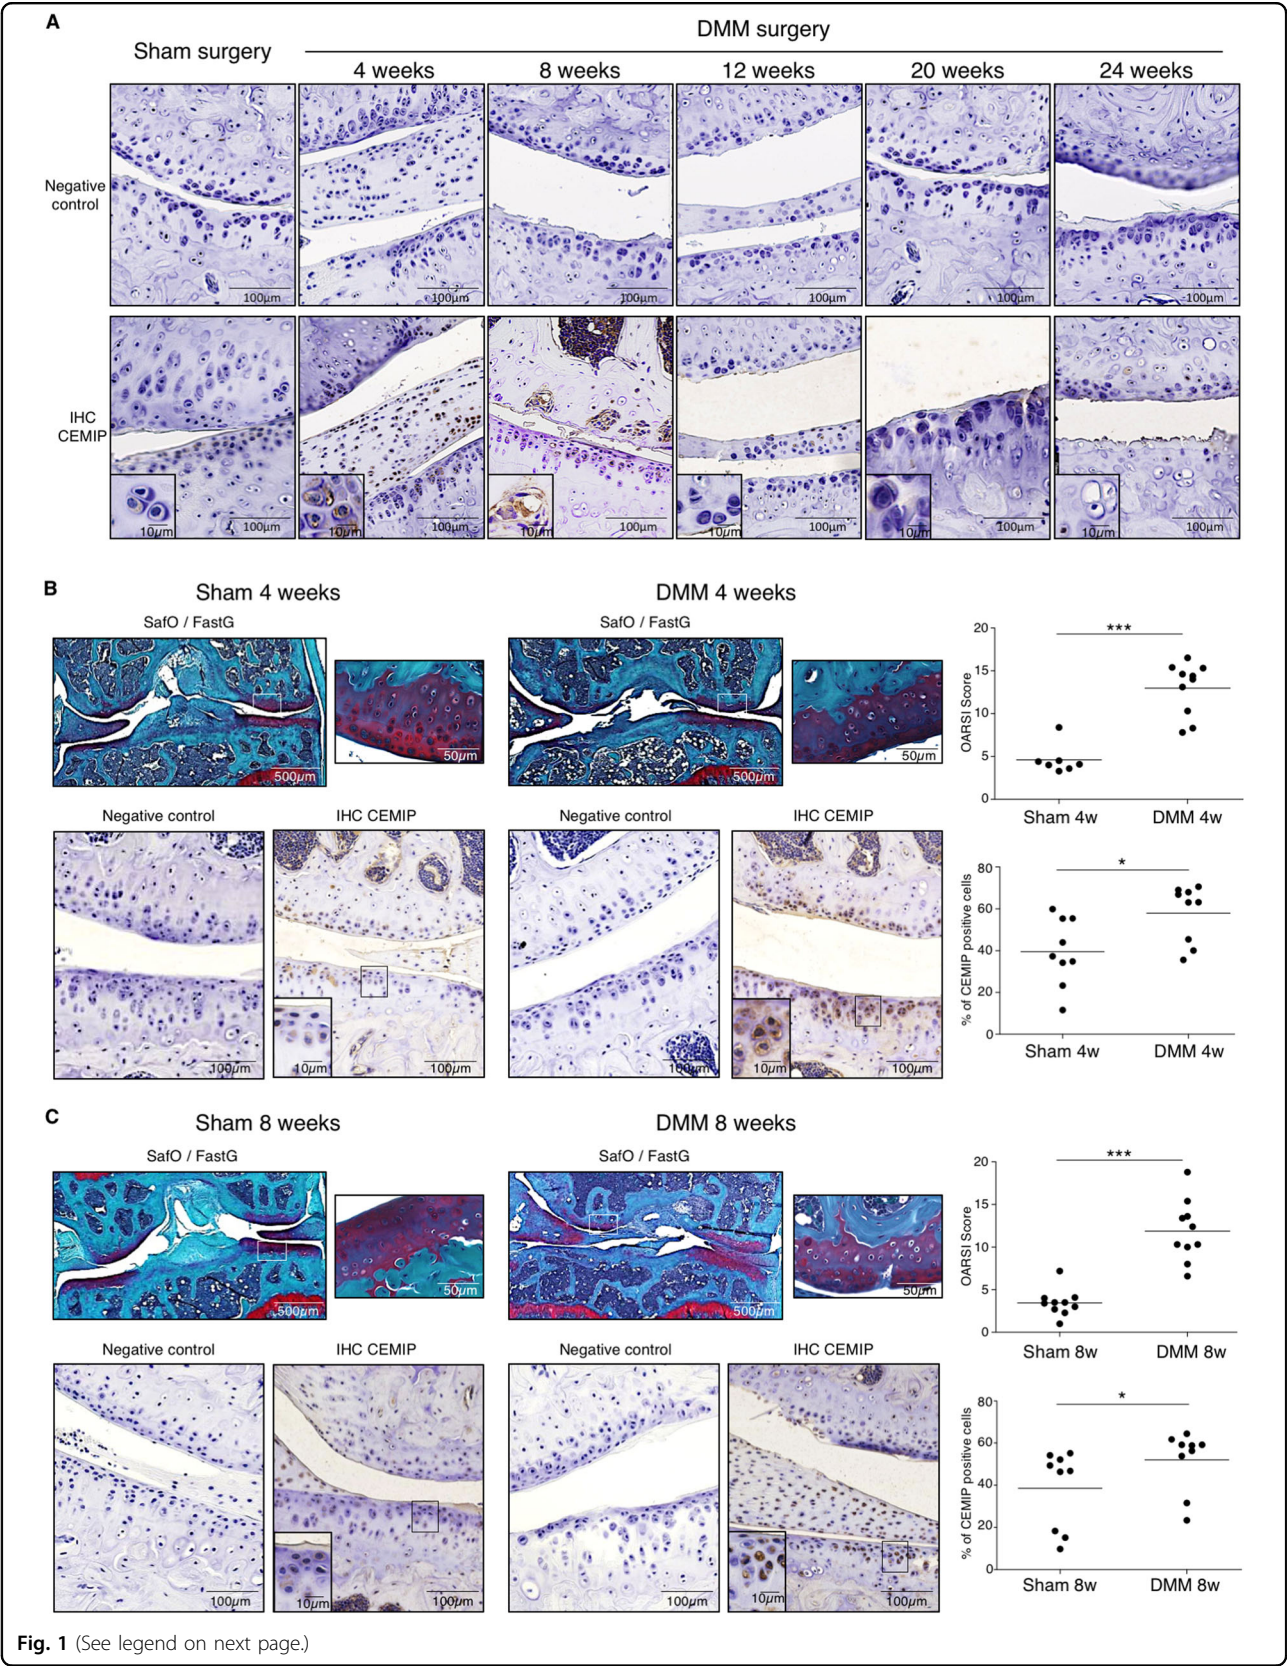 A
Sham surgery
DMM surgery
4 weeks
8 weeks
12 weeks
20 weeks
24 weeks
Negative
control
100µm
100µm
100µm
100µm
100µm
100µm
IHC
CEMIP
10µm
100µm
10µm
100µm
10µm
100µm
10µm
100µm
10µm
100µm
10µm
100µm
B
Sham 4 weeks
DMM 4 weeks
SafO / FastG
SafO / FastG
500µm
50µm
500µm
50µm
Negative control
IHC CEMIP
Negative control
IHC CEMIP
100µm
10µm
100µm
100µm
10µm
100µm
20
15
10
5
0
OARSI Score
***
Sham 4w
DMM 4w
80
60
40
20
0
% of CEMIP positive cells
*
Sham 4w
DMM 4w
C
Sham 8 weeks
DMM 8 weeks
SafO / FastG
SafO / FastG
500µm
50µm
500µm
50µm
Negative control
IHC CEMIP
Negative control
IHC CEMIP
100µm
10µm
100µm
100µm
10µm
100µm
20
15
10
5
0
OARSI Score
***
Sham 8w
DMM 8w
80
60
40
20
0
% of CEMIP positive cells
*
Sham 8w
DMM 8w
Fig. 1 (See legend on next page.)